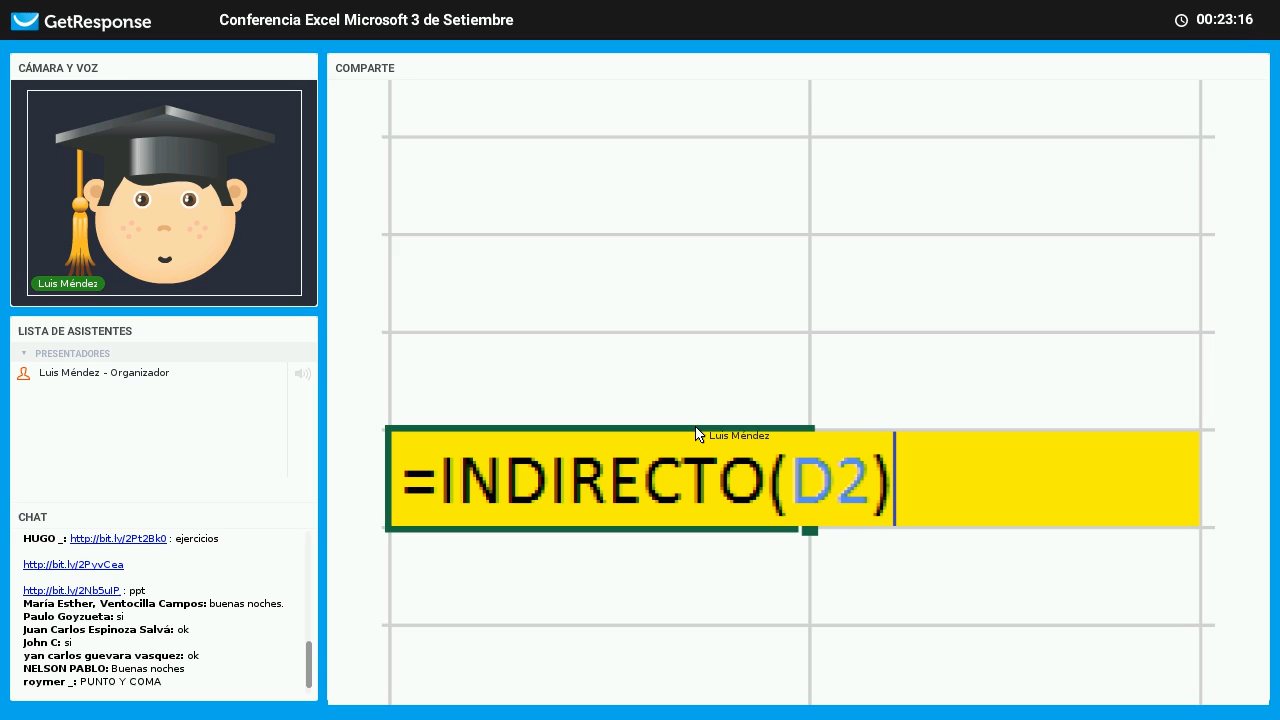 GetResponse
Conferencia Excel Microsoft 3 de Setiembre
00:23:16
CÁMARA Y VOZ
Luis Méndez
LISTA DE ASISTENTES
PRESENTADORES
Luis Méndez - Organizador
CHAT
HUGO _: http://bit.ly/2Pt2Bk0 : ejercicios
http://bit.ly/2PyvCea
http://bit.ly/2Nb5uIP : ppt
María Esther, Ventocilla Campos: buenas noches.
Paulo Goyzueta: si
Juan Carlos Espinoza Salvá: ok
John C: si
yan carlos guevara vasquez: ok
NELSON PABLO: Buenas noches
roymer _: PUNTO Y COMA
COMPARTE
Luis Méndez
=INDIRECTO(D2)